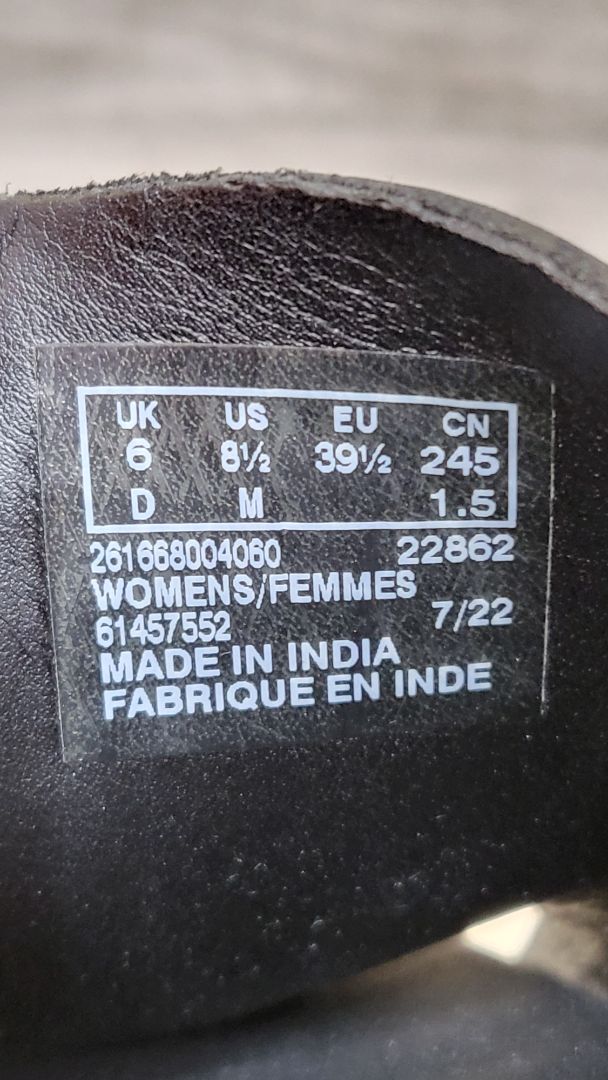 UK US EU CN
6 8½ 39½ 245
D M 1.5
261668004060 22862
WOMENS/FEMMES
61457552 7/22
MADE IN INDIA
FABRIQUE EN INDE